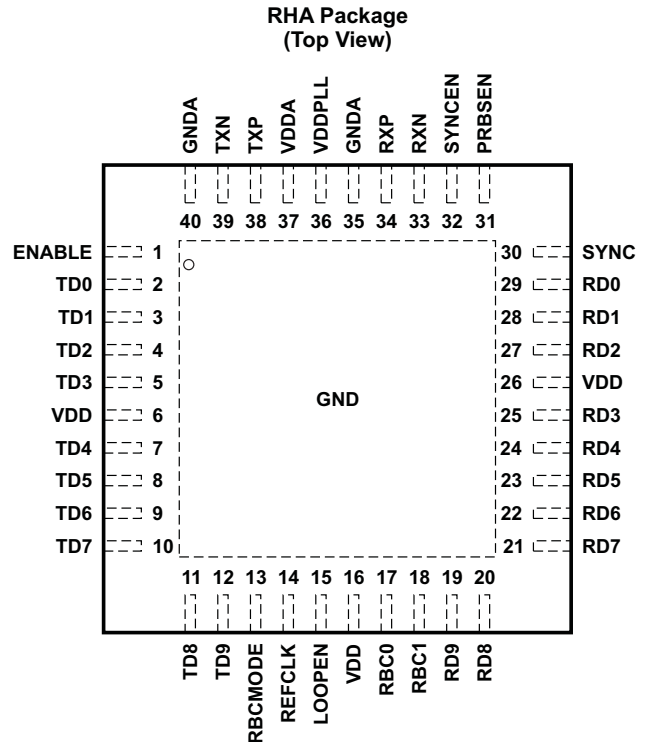 RHA Package
(Top View)
GNDA
TXN
TXP
VDDA
VDDPLL
GNDA
RXP
RXN
SYNCEN
PRBSEN
40 39 38 37 36 35 34 33 32 31
ENABLE 1 30 SYNC
TD0 2 29 RD0
TD1 3 28 RD1
TD2 4 27 RD2
TD3 5 26 VDD
VDD 6 25 RD3
TD4 7 24 RD4
TD5 8 23 RD5
TD6 9 22 RD6
TD7 10 21 RD7
GND
11 12 13 14 15 16 17 18 19 20
TD8
TD9
RBCMODE
REFCLK
LOOPEN
VDD
RBC0
RBC1
RD9
RD8